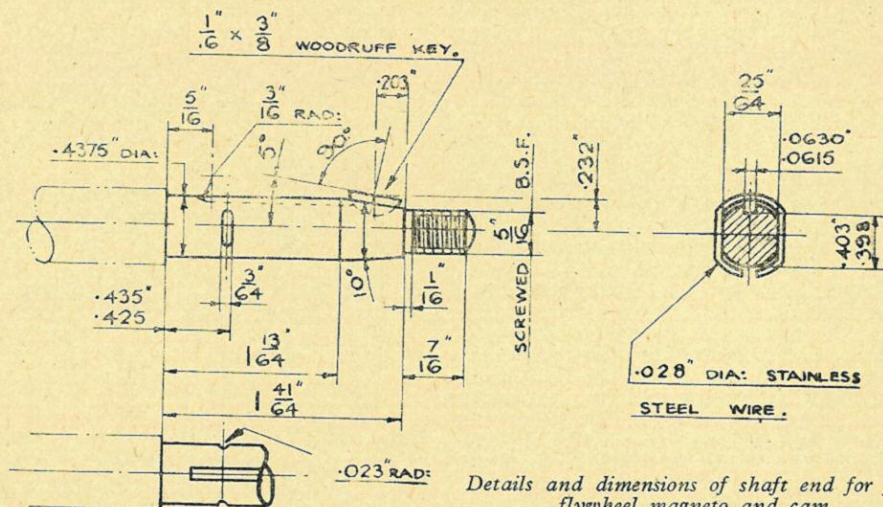 1/.6" × 3/8" WOODRUFF KEY.
.203"
5/16"
3/16" RAD:
.4375" DIA:
5°
90°
B.S.F.
.232"
SCREWED 5/16"
10°
3/64"
1/16"
7/16"
.435"
.425
1 13/64"
1 41/64"
.023" RAD:
25/64"
.0630"
.0615
.403"
.398
.028" DIA: STAINLESS
STEEL WIRE.
Details and dimensions of shaft end for
flywheel magneto and cam